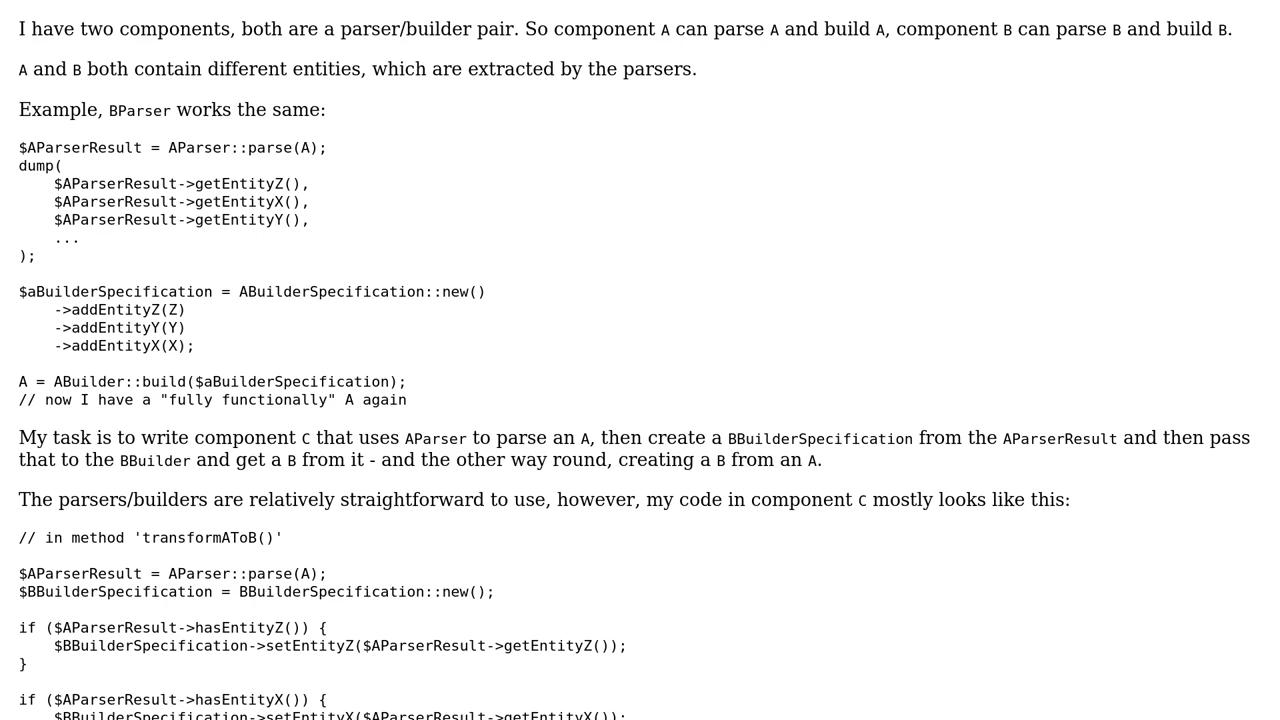 I have two components, both are a parser/builder pair. So component A can parse A and build A, component B can parse B and build B.
A and B both contain different entities, which are extracted by the parsers.
Example, BParser works the same:
$AParserResult = AParser::parse(A);
dump(
    $AParserResult->getEntityZ(),
    $AParserResult->getEntityX(),
    $AParserResult->getEntityY(),
    ...
);
$aBuilderSpecification = ABuilderSpecification::new()
    ->addEntityZ(Z)
    ->addEntityY(Y)
    ->addEntityX(X);
A = ABuilder::build($aBuilderSpecification);
// now I have a "fully functionally" A again
My task is to write component C that uses AParser to parse an A, then create a BBuilderSpecification from the AParserResult and then pass
that to the BBuilder and get a B from it - and the other way round, creating a B from an A.
The parsers/builders are relatively straightforward to use, however, my code in component C mostly looks like this:
// in method 'transformAToB()'
$AParserResult = AParser::parse(A);
$BBuilderSpecification = BBuilderSpecification::new();
if ($AParserResult->hasEntityZ()) {
    $BBuilderSpecification->setEntityZ($AParserResult->getEntityZ());
}
if ($AParserResult->hasEntityX()) {
    $BBuilderSpecification->setEntityX($AParserResult->getEntityX());